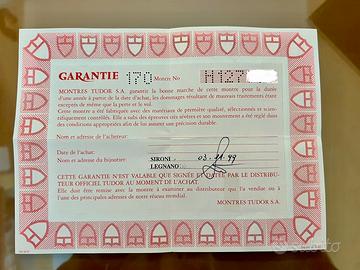 GARANTIE 170 Montre No H127
MONTRES TUDOR S.A. garantit la bonne marche de cette montre pour la durée
d'une année à partir de la date d'achat, les dommages résultant de mauvais traitements étant
exceptés de même que la perte et le vol.
Cette montre a été fabriquée avec des matériaux de première qualité, sélectionnés et scienti-
fiquement contrôlés. Elle a subi des épreuves très sévères et son mouvement a été réglé dans
des conditions appropriées afin de lui assurer une précision durable.
Nom et adresse de l'acheteur:
Date de l'achat: 03.11.99
Nom et adresse du bijoutier: SIRONI -
LEGNANO
CETTE GARANTIE N'EST VALABLE QUE SIGNÉE ET DATÉE PAR LE DISTRIBU-
TEUR OFFICIEL TUDOR AU MOMENT DE L'ACHAT.
Elle doit être remise avec la montre à examiner au distributeur qui l'a vendue ou à
l'une des principales adresses de notre réseau mondial.
MONTRES TUDOR S.A.
subito